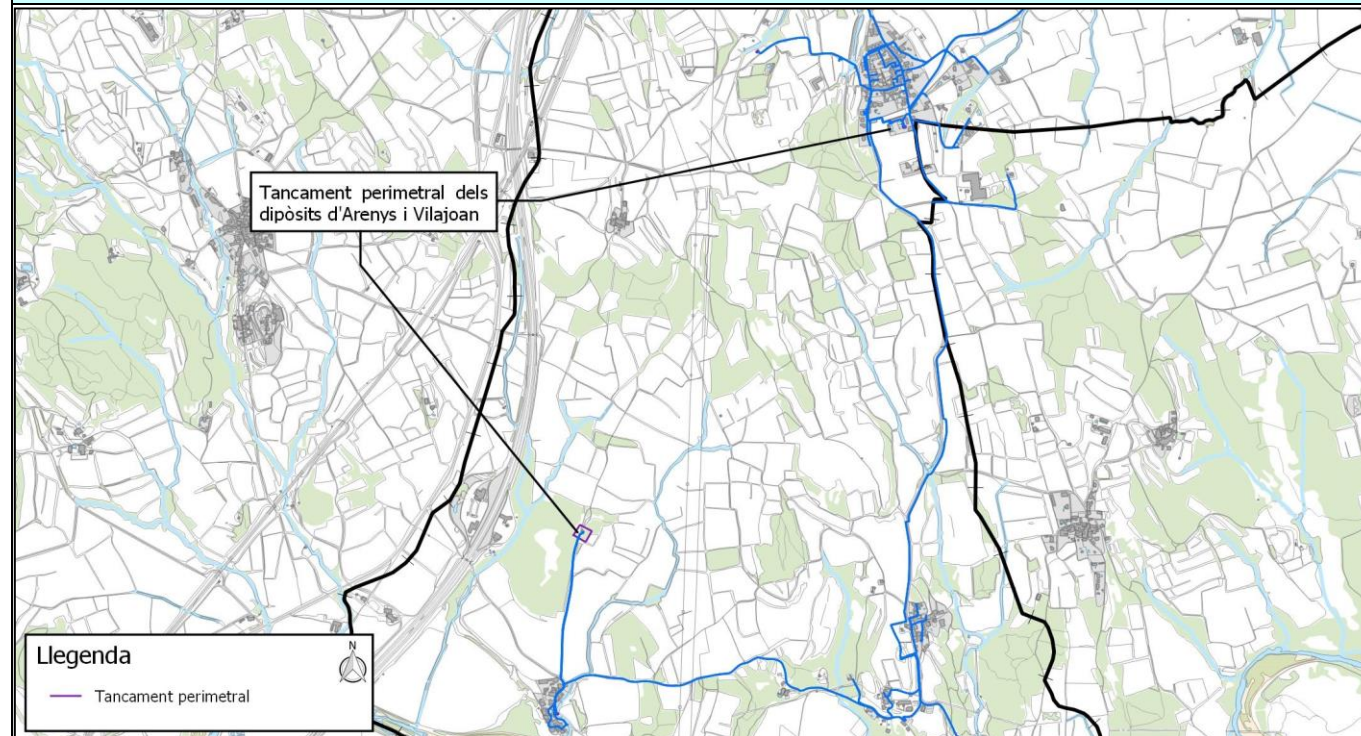 Tancament perimetral dels
dipòsits d'Arenys i Vilajoan
Llegenda
N
Tancament perimetral